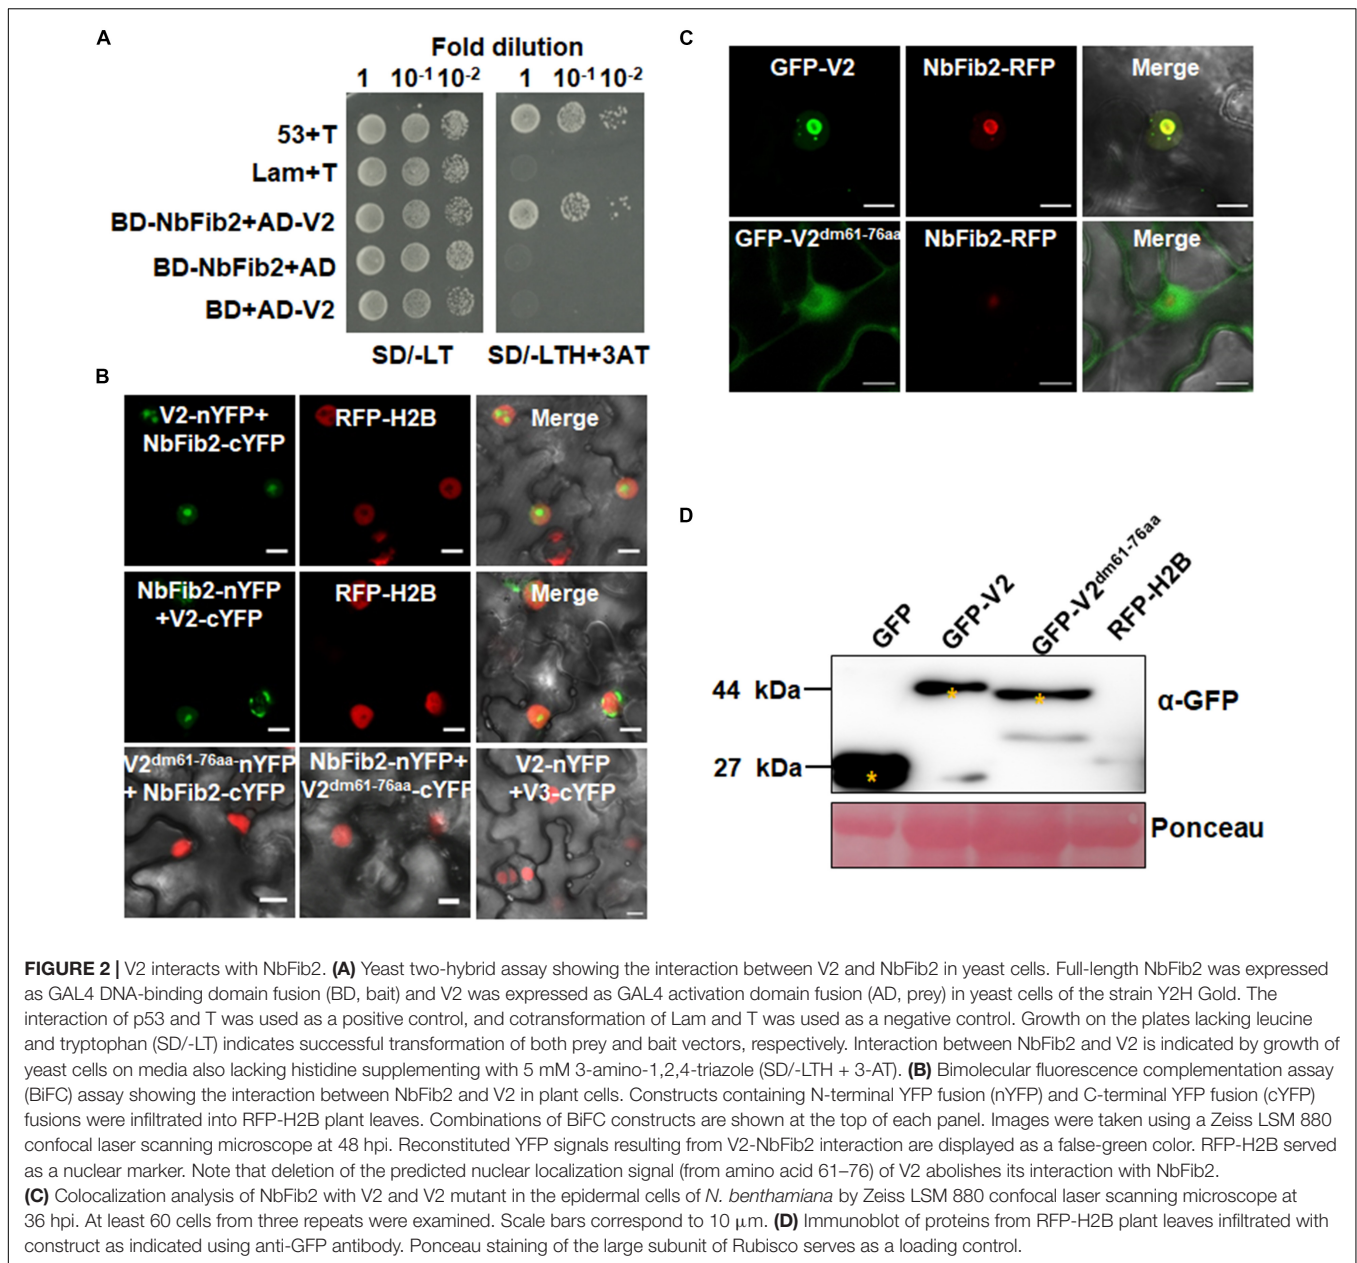 A
Fold dilution
1 10-1 10-2 1 10-1 10-2
53+T
Lam+T
BD-NbFib2+AD-V2
BD-NbFib2+AD
BD+AD-V2
SD/-LT SD/-LTH+3AT
B
V2-nYFP+
NbFib2-cYFP
RFP-H2B
Merge
NbFib2-nYFP
+V2-cYFP
RFP-H2B
Merge
V2dm61-76aa-nYFP
+ NbFib2-cYFP
NbFib2-nYFP+
V2dm61-76aa-cYFP
V2-nYFP
+V3-cYFP
C
GFP-V2 NbFib2-RFP Merge
GFP-V2dm61-76aa NbFib2-RFP Merge
D
GFP
GFP-V2
GFP-V2dm61-76aa
RFP-H2B
44 kDa
27 kDa
α-GFP
Ponceau
FIGURE 2 | V2 interacts with NbFib2. (A) Yeast two-hybrid assay showing the interaction between V2 and NbFib2 in yeast cells. Full-length NbFib2 was expressed
as GAL4 DNA-binding domain fusion (BD, bait) and V2 was expressed as GAL4 activation domain fusion (AD, prey) in yeast cells of the strain Y2H Gold. The
interaction of p53 and T was used as a positive control, and cotransformation of Lam and T was used as a negative control. Growth on the plates lacking leucine
and tryptophan (SD/-LT) indicates successful transformation of both prey and bait vectors, respectively. Interaction between NbFib2 and V2 is indicated by growth of
yeast cells on media also lacking histidine supplementing with 5 mM 3-amino-1,2,4-triazole (SD/-LTH + 3-AT). (B) Bimolecular fluorescence complementation assay
(BiFC) assay showing the interaction between NbFib2 and V2 in plant cells. Constructs containing N-terminal YFP fusion (nYFP) and C-terminal YFP fusion (cYFP)
fusions were infiltrated into RFP-H2B plant leaves. Combinations of BiFC constructs are shown at the top of each panel. Images were taken using a Zeiss LSM 880
confocal laser scanning microscope at 48 hpi. Reconstituted YFP signals resulting from V2-NbFib2 interaction are displayed as a false-green color. RFP-H2B served
as a nuclear marker. Note that deletion of the predicted nuclear localization signal (from amino acid 61–76) of V2 abolishes its interaction with NbFib2.
(C) Colocalization analysis of NbFib2 with V2 and V2 mutant in the epidermal cells of N. benthamiana by Zeiss LSM 880 confocal laser scanning microscope at
36 hpi. At least 60 cells from three repeats were examined. Scale bars correspond to 10 μm. (D) Immunoblot of proteins from RFP-H2B plant leaves infiltrated with
construct as indicated using anti-GFP antibody. Ponceau staining of the large subunit of Rubisco serves as a loading control.